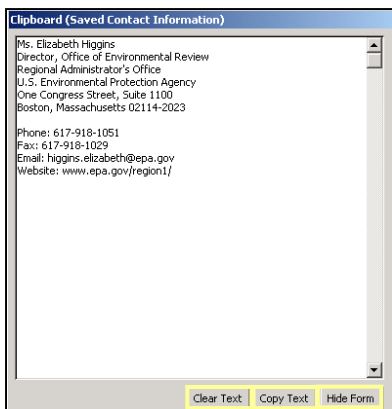 Clipboard (Saved Contact Information)
Ms. Elizabeth Higgins
Director, Office of Environmental Review
Regional Administrator's Office
U.S. Environmental Protection Agency
One Congress Street, Suite 1100
Boston, Massachusetts 02114-2023
Phone: 617-918-1051
Fax: 617-918-1029
Email: higgins.elizabeth@epa.gov
Website: www.epa.gov/region1/
Clear Text Copy Text Hide Form